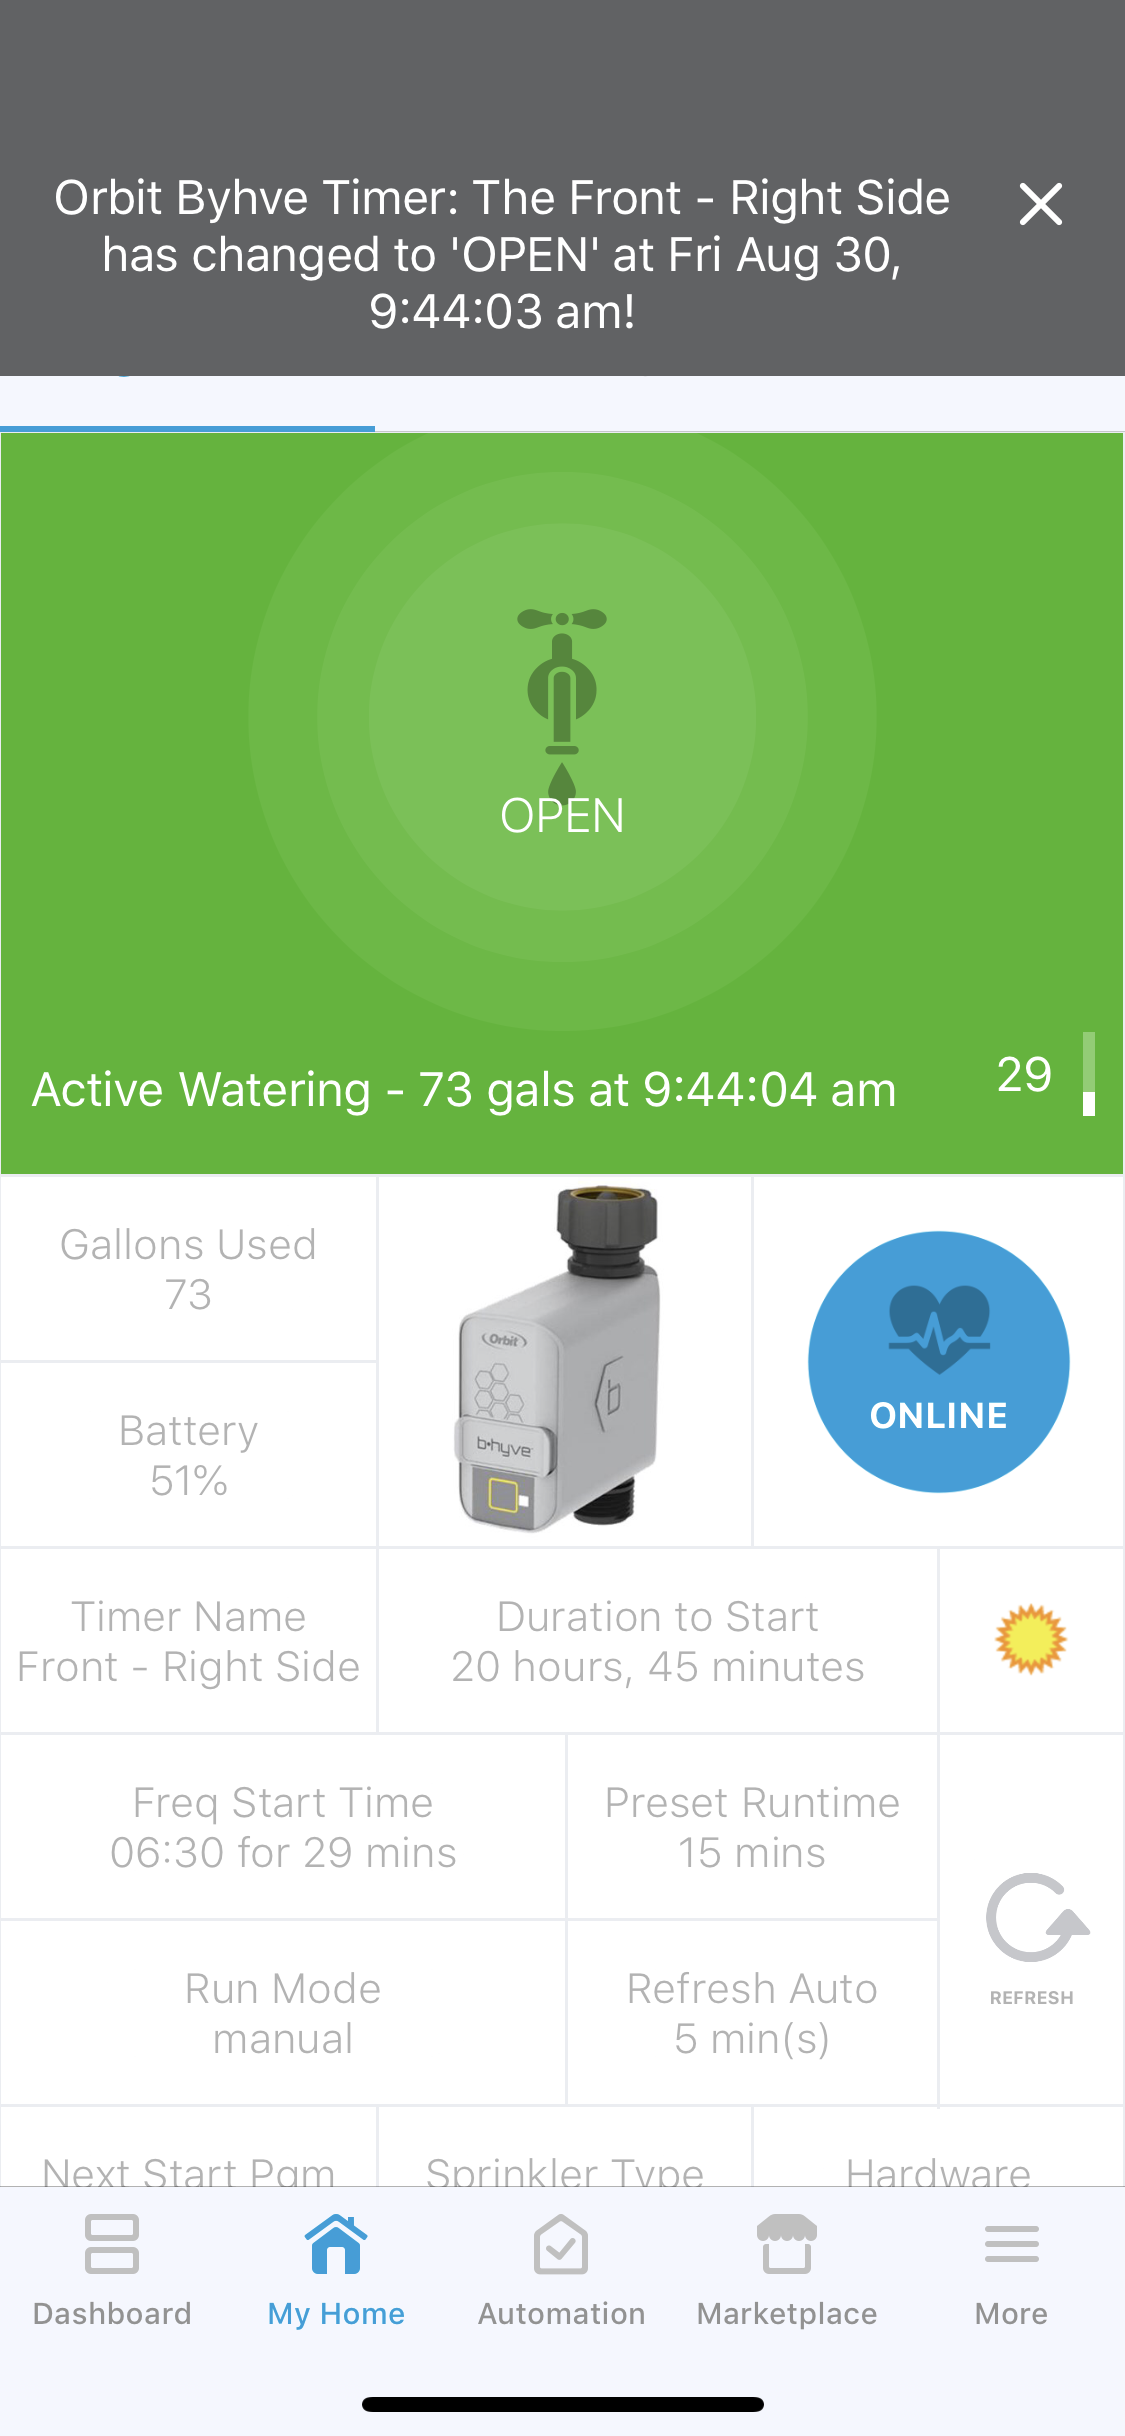 Orbit Byhve Timer: The Front - Right Side
has changed to 'OPEN' at Fri Aug 30,
9:44:03 am!
OPEN
Active Watering - 73 gals at 9:44:04 am
29
Gallons Used
73
Orbit
b•hyve
b
ONLINE
Battery
51%
Timer Name
Front - Right Side
Duration to Start
20 hours, 45 minutes
Freq Start Time
06:30 for 29 mins
Preset Runtime
15 mins
Run Mode
manual
Refresh Auto
5 min(s)
REFRESH
Next Start Pgm
Sprinkler Type
Hardware
Dashboard
My Home
Automation
Marketplace
More